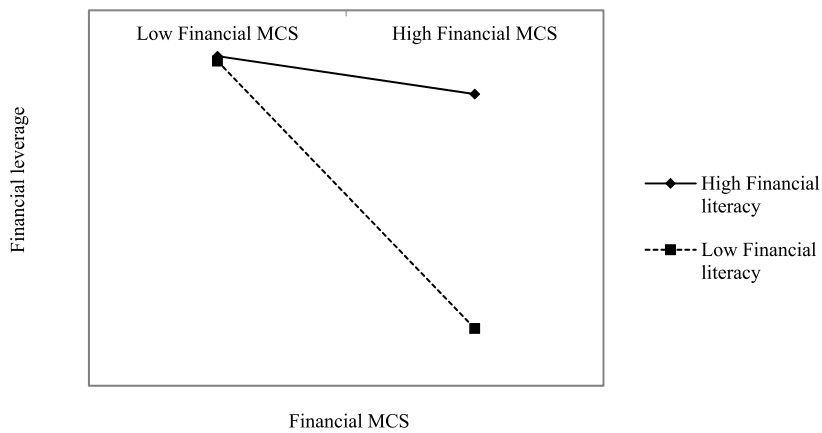 Low Financial MCS
High Financial MCS
Financial leverage
High Financial
literacy
Low Financial
literacy
Financial MCS